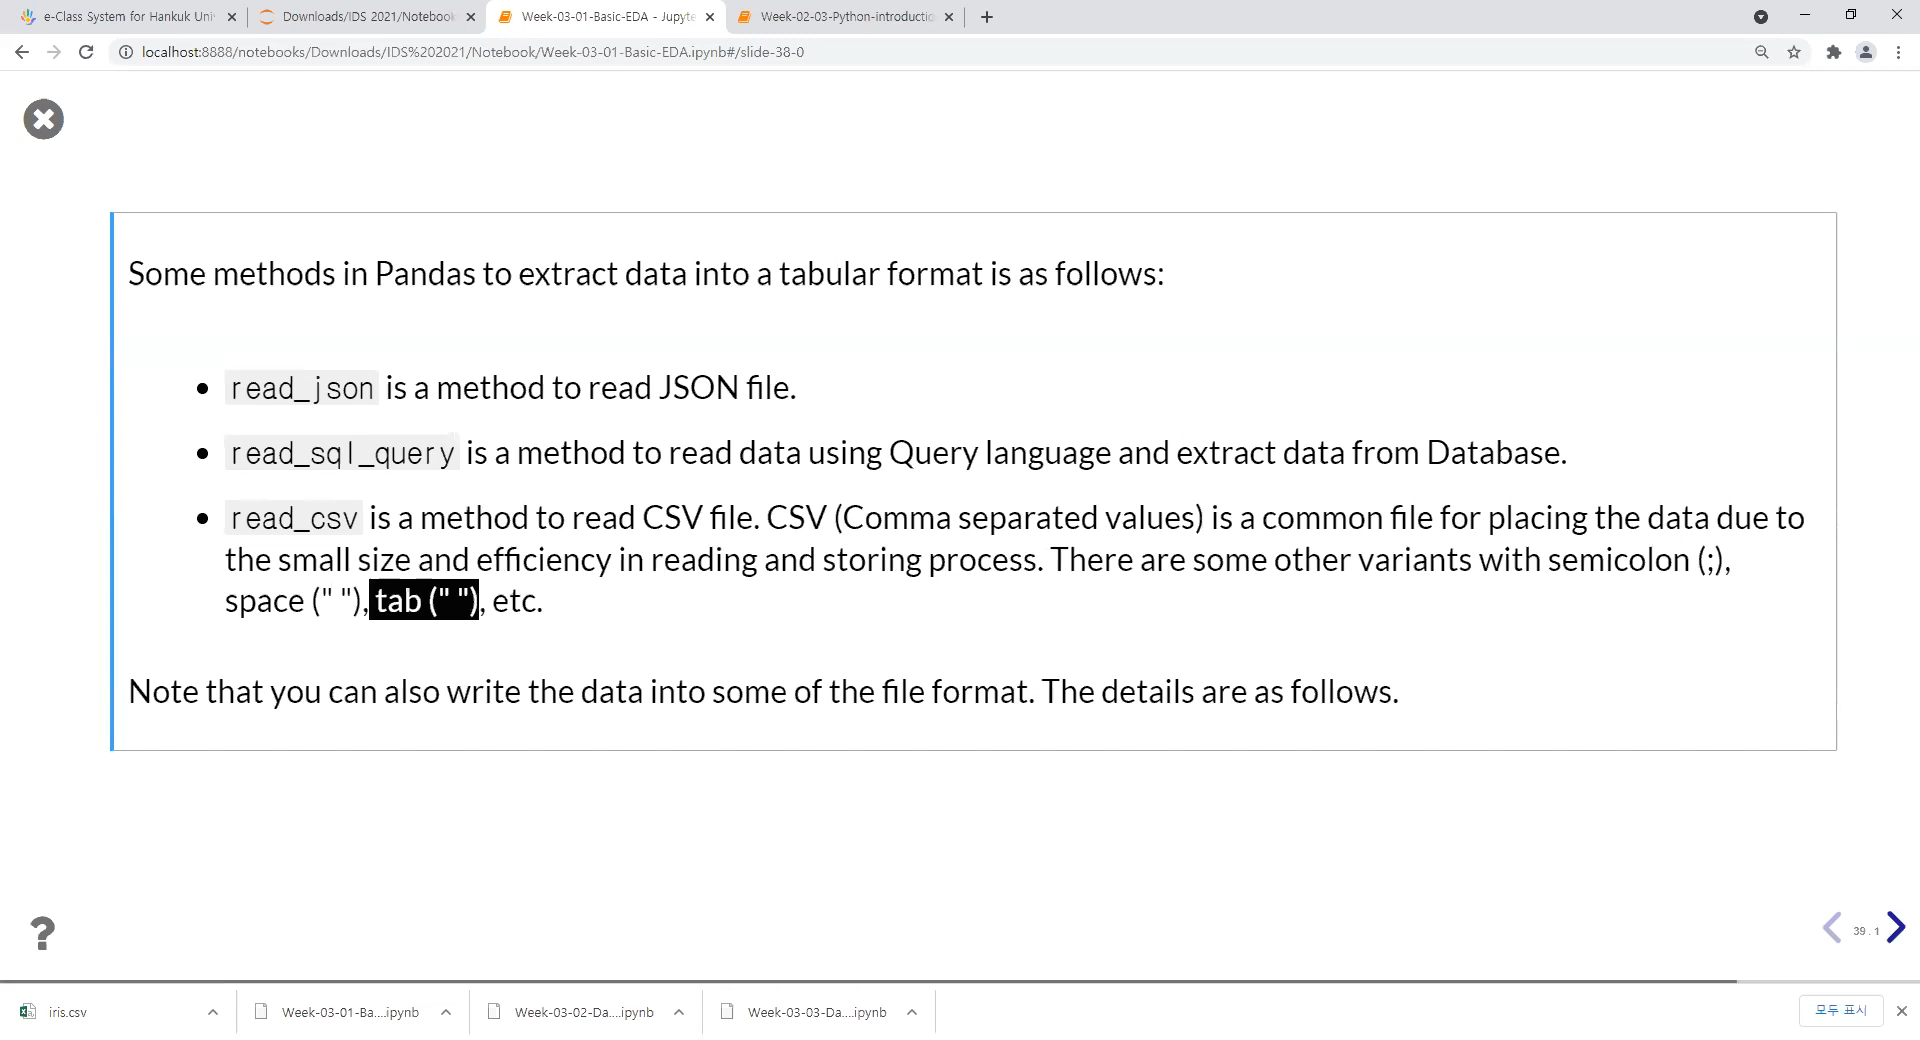 e-Class System for Hankuk Uni
Downloads/IDS 2021/Notebook
Week-03-01-Basic-EDA - Jupyte
Week-02-03-Python-introductio
localhost:8888/notebooks/Downloads/IDS%202021/Notebook/Week-03-01-Basic-EDA.ipynb#/slide-38-0
Some methods in Pandas to extract data into a tabular format is as follows:
• read_json is a method to read JSON file.
• read_sql_query is a method to read data using Query language and extract data from Database.
• read_csv is a method to read CSV file. CSV (Comma separated values) is a common file for placing the data due to
the small size and efficiency in reading and storing process. There are some other variants with semicolon (;),
space (" "), tab (" "), etc.
Note that you can also write the data into some of the file format. The details are as follows.
?
39 . 1
iris.csv
Week-03-01-Ba....ipynb
Week-03-02-Da....ipynb
Week-03-03-Da....ipynb
모두 표시